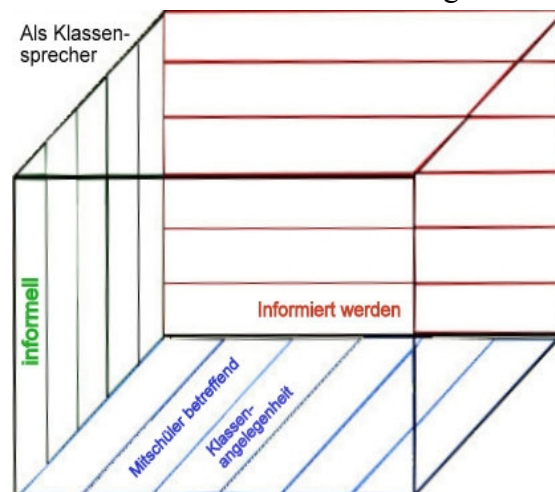 Als Klassen-
sprecher
informell
Informiert werden
Mitschüler betreffend
Klassen-
angelegenheit